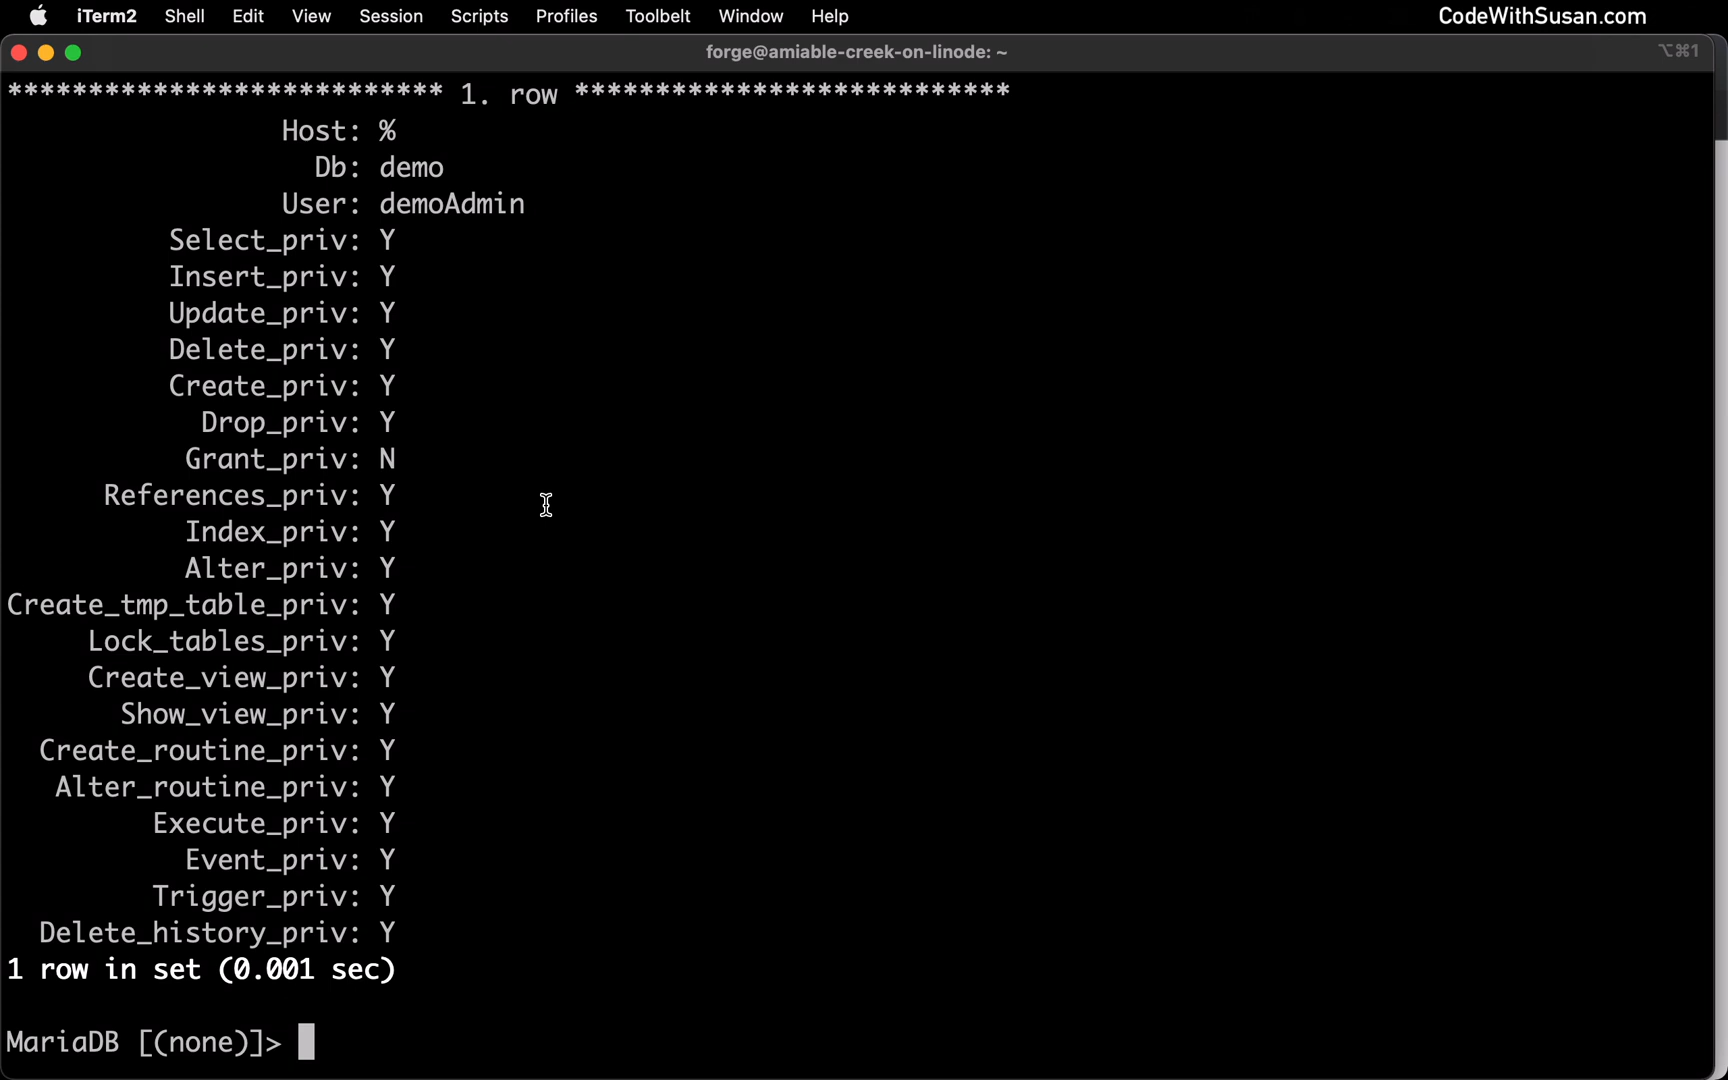 iTerm2 Shell Edit View Session Scripts Profiles Toolbelt Window Help CodeWithSusan.com
forge@amiable-creek-on-linode: ~ ⌥⌘1
*************************** 1. row ***************************
Host: %
Db: demo
User: demoAdmin
Select_priv: Y
Insert_priv: Y
Update_priv: Y
Delete_priv: Y
Create_priv: Y
Drop_priv: Y
Grant_priv: N
References_priv: Y
Index_priv: Y
Alter_priv: Y
Create_tmp_table_priv: Y
Lock_tables_priv: Y
Create_view_priv: Y
Show_view_priv: Y
Create_routine_priv: Y
Alter_routine_priv: Y
Execute_priv: Y
Event_priv: Y
Trigger_priv: Y
Delete_history_priv: Y
1 row in set (0.001 sec)
MariaDB [(none)]>